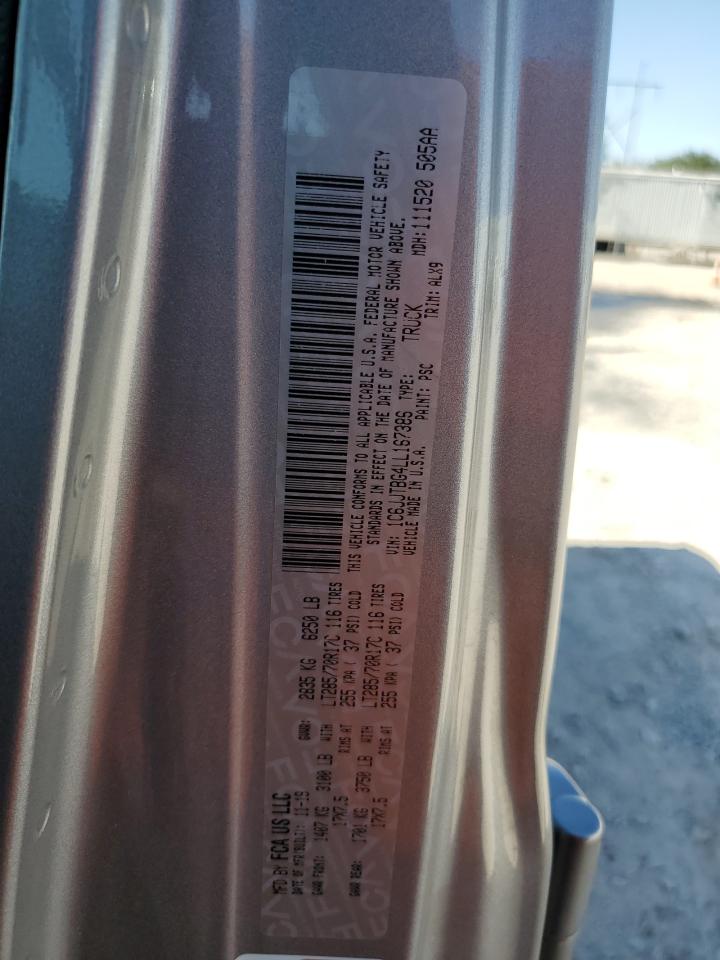 MFD BY FCA US LLC
DATE OF MFR(BUILT): 11-19 GVWR: 2835 KG 6250 LB
GAWR FRONT: 1407 KG 3100 LB WITH LT285/70R17C 116 TIRES
17X7.5 RIMS AT 255 KPA ( 37 PSI) COLD
GAWR REAR: 1701 KG 3750 LB WITH LT285/70R17C 116 TIRES
17X7.5 RIMS AT 255 KPA ( 37 PSI) COLD
THIS VEHICLE CONFORMS TO ALL APPLICABLE U.S.A. FEDERAL MOTOR VEHICLE SAFETY
STANDARDS IN EFFECT ON THE DATE OF MANUFACTURE SHOWN ABOVE.
VIN: 1C6JJTBG4LL167386 TYPE: TRUCK MDH:111520 505AA
VEHICLE MADE IN U.S.A. PAINT: PSC TRIM: ALX9